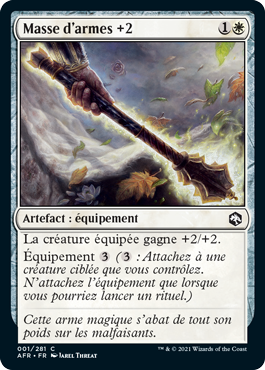 Masse d'armes +2 1
Artefact : équipement
La créature équipée gagne +2/+2.
Équipement 3 (3 : Attachez à une
créature ciblée que vous contrôlez.
N'attachez l'équipement que lorsque
vous pourriez lancer un rituel.)
Cette arme magique s'abat de tout son
poids sur les malfaisants.
001/281 C
AFR • FR JAREL THREAT
™ & © 2021 Wizards of the Coast